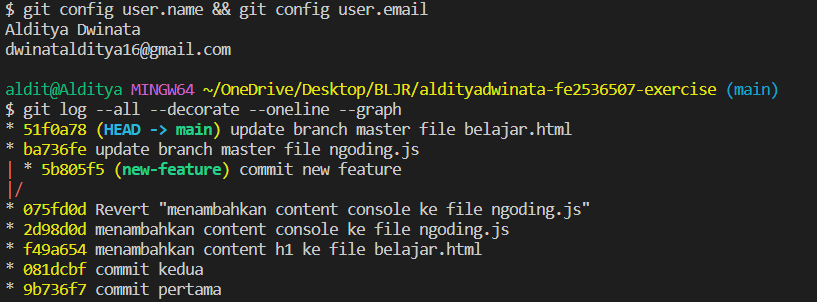 $ git config user.name && git config user.email
Alditya Dwinata
dwinatalditya16@gmail.com
aldit@Alditya MINGW64 ~/OneDrive/Desktop/BLJR/aldityadwinata-fe2536507-exercise (main)
$ git log --all --decorate --oneline --graph
* 51f0a78 (HEAD -> main) update branch master file belajar.html
* ba736fe update branch master file ngoding.js
| * 5b805f5 (new-feature) commit new feature
|/
* 075fd0d Revert "menambahkan content console ke file ngoding.js"
* 2d98d0d menambahkan content console ke file ngoding.js
* f49a654 menambahkan content h1 ke file belajar.html
* 081dcbf commit kedua
* 9b736f7 commit pertama